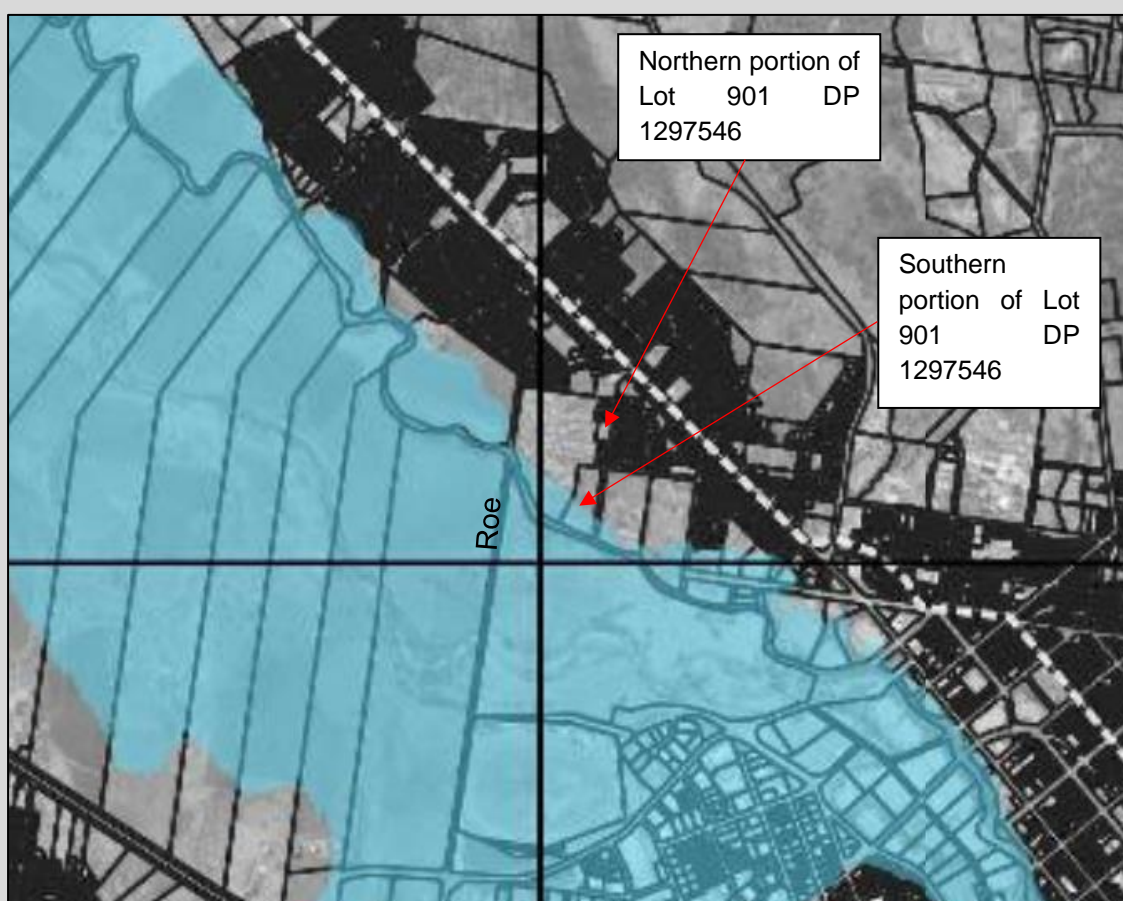 Northern portion of
Lot 901 DP
1297546
Southern
portion of Lot
901 DP
1297546
Roe